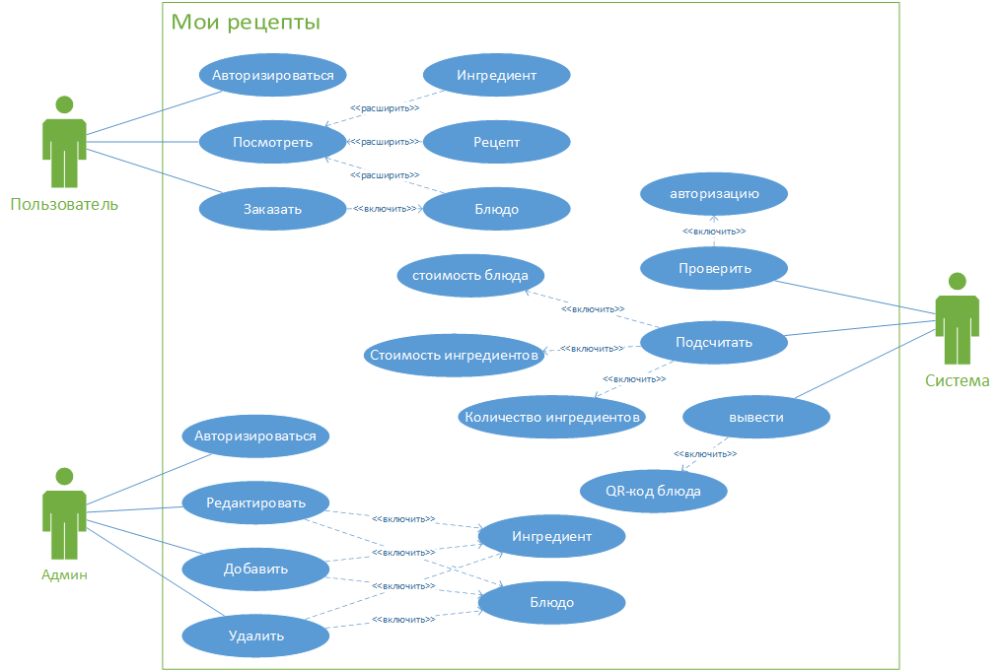 Мои рецепты
Авторизироваться
Ингредиент
<<расширить>>
Посмотреть
<<расширить>>
Рецепт
<<расширить>>
Пользователь
Заказать
<<включить>>
Блюдо
авторизацию
<<включить>>
Проверить
стоимость блюда
<<включить>>
Подсчитать
Стоимость ингредиентов
<<включить>>
<<включить>>
Система
Количество ингредиентов
вывести
<<включить>>
QR-код блюда
Авторизироваться
Редактировать
<<включить>>
Ингредиент
<<включить>>
Админ
Добавить
<<включить>>
Блюдо
<<включить>>
Удалить